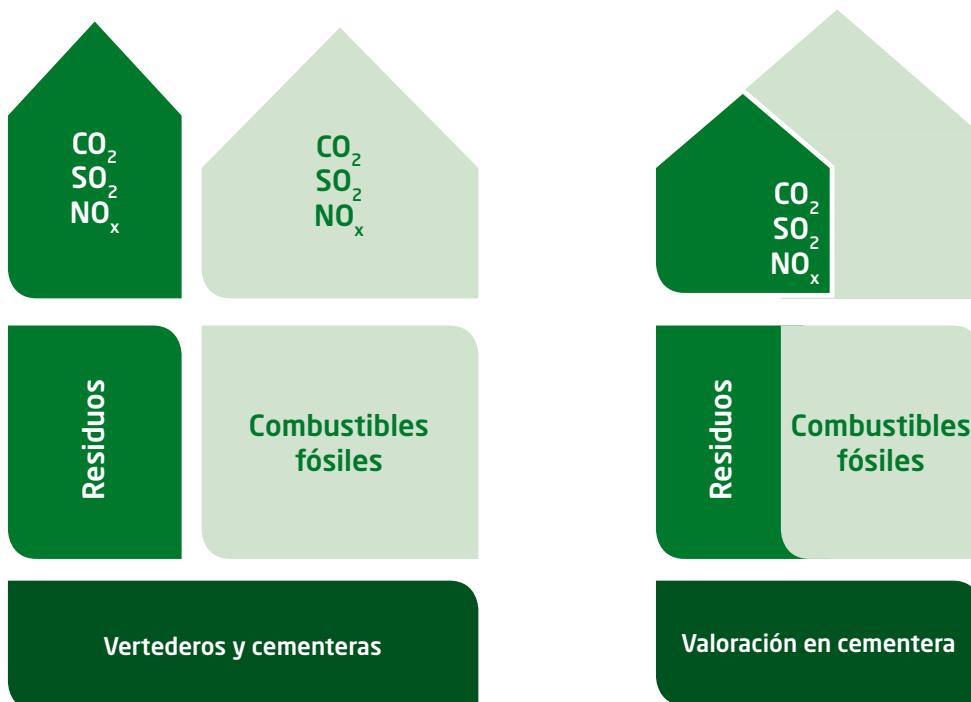 CO₂
SO₂
NOₓ
CO₂
SO₂
NOₓ
CO₂
SO₂
NOₓ
Residuos
Combustibles
fósiles
Residuos
Combustibles
fósiles
Vertederos y cementeras
Valoración en cementera